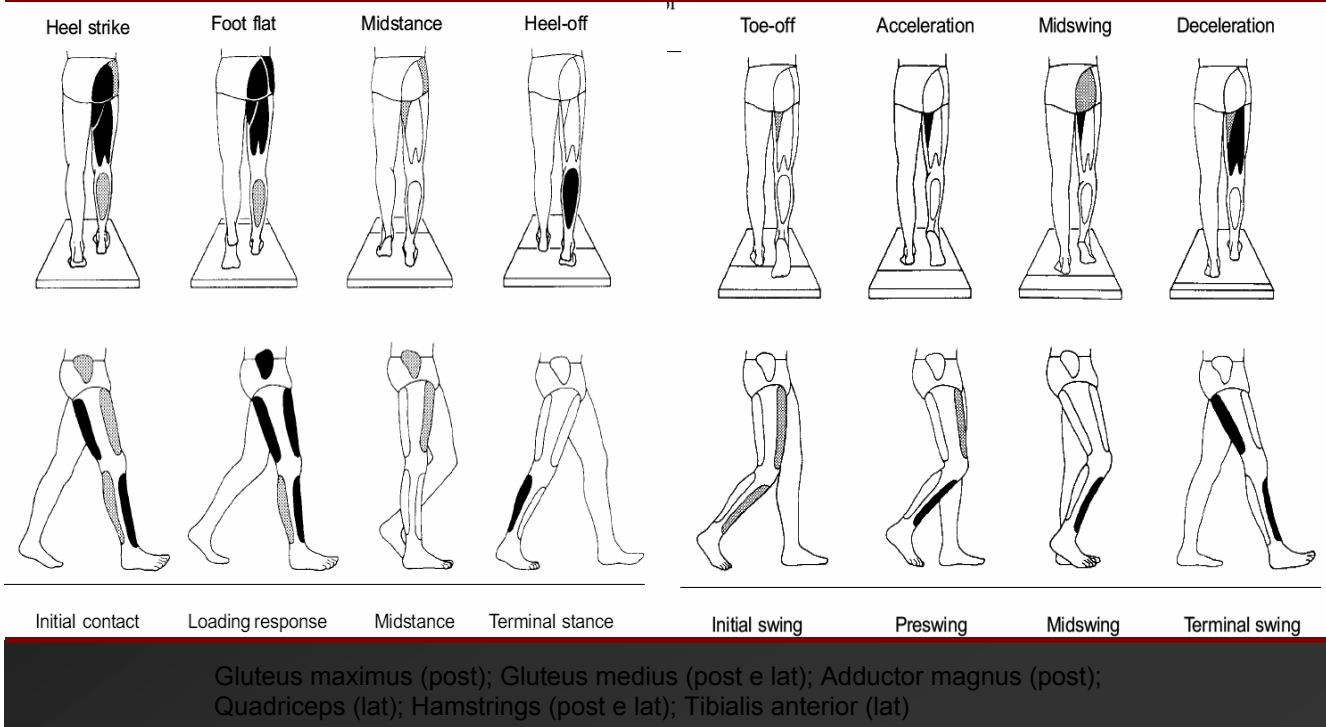 Heel strike Foot flat Midstance Heel-off Toe-off Acceleration Midswing Deceleration
Initial contact Loading response Midstance Terminal stance Initial swing Preswing Midswing Terminal swing
Gluteus maximus (post); Gluteus medius (post e lat); Adductor magnus (post);
Quadriceps (lat); Hamstrings (post e lat); Tibialis anterior (lat)